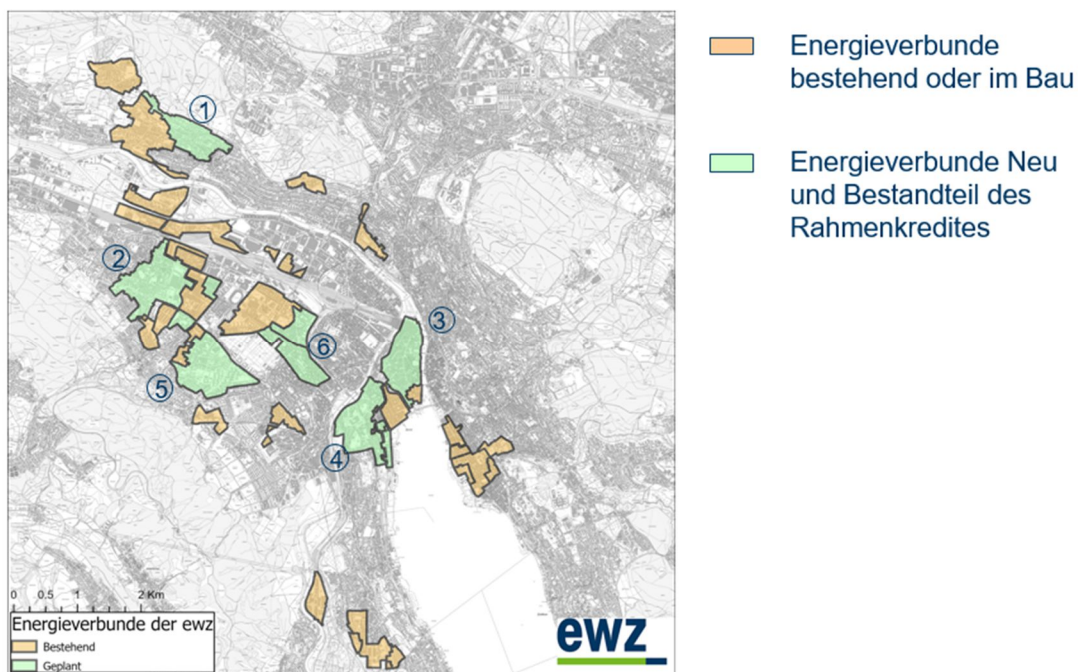 Energieverbunde
bestehend oder im Bau
Energieverbunde Neu
und Bestandteil des
Rahmenkredites
1
2
3
6
5
4
0 0.5 1 2 Km
Energieverbunde der ewz
Bestehend
Geplant
ewz